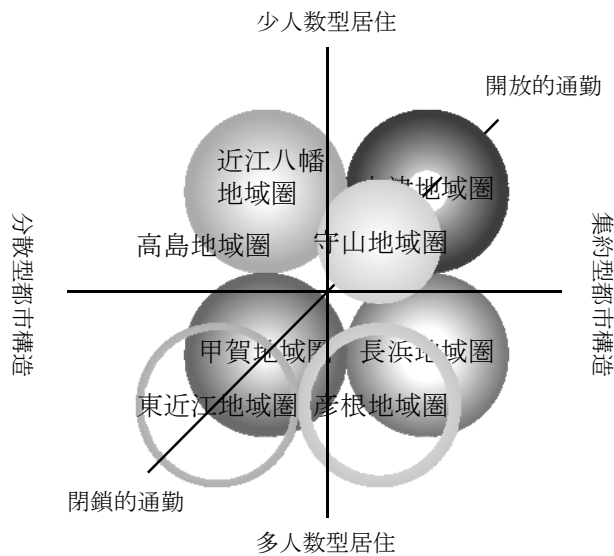 少人数型居住
開放的通勤
近江八幡
地域圏
地域圏
高島地域圏
守山地域圏
分散型都市構造
集約型都市構造
甲賀地域圏
長浜地域圏
東近江地域圏
彦根地域圏
閉鎖的通勤
多人数型居住